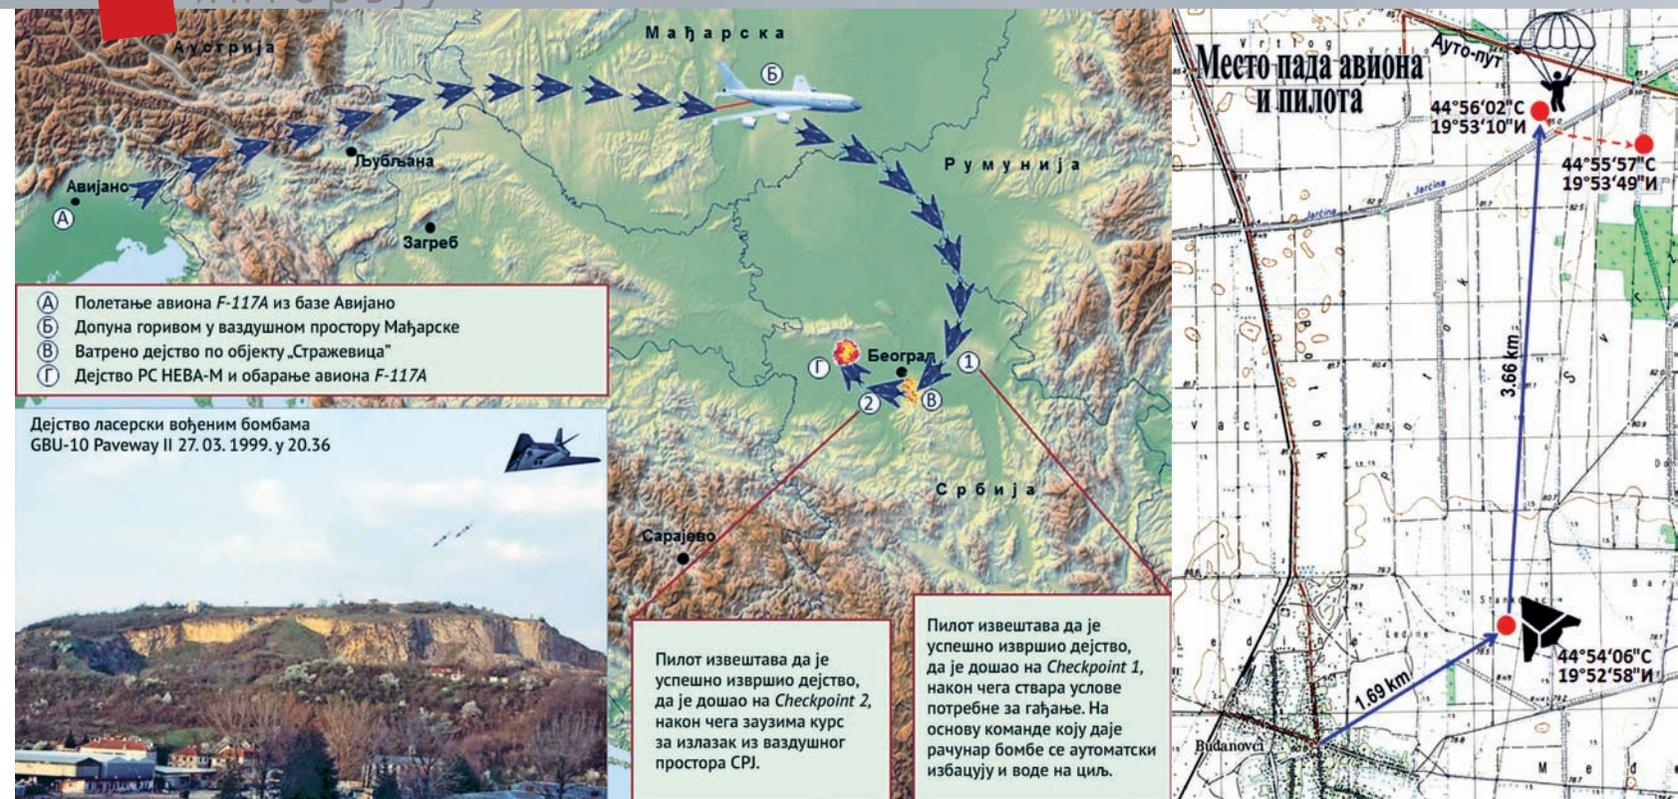 Аустрија
Мађарска
Б
Љубљана
Румунија
Авијано
А
Загреб
А Полетање авиона F-117A из базе Авијано
Б Допуна горивом у ваздушном простору Мађарске
В Ватрено дејство по објекту „Стражевица”
Г Дејство РС НЕВА-М и обарање авиона F-117A
Београд
1
Г
2
В
Србија
Сарајево
Дејство ласерски вођеним бомбама
GBU-10 Paveway II 27. 03. 1999. у 20.36
Пилот извештава да је
успешно извршио дејство,
да је дошао на Checkpoint 2,
након чега заузима курс
за излазак из ваздушног
простора СРЈ.
Пилот извештава да је
успешно извршио дејство,
да је дошао на Checkpoint 1,
након чега ствара услове
потребне за гађање. На
основу команде коју даје
рачунар бомбе се аутоматски
избацују и воде на циљ.
Место пада авиона
и пилота
Ауто-пут
44°56‘02"С
19°53‘10"И
44°55‘57"С
19°53‘49"И
Jarčina
Jarčina
3.66 km
44°54‘06"С
19°52‘58"И
1.69 km
Budanovci